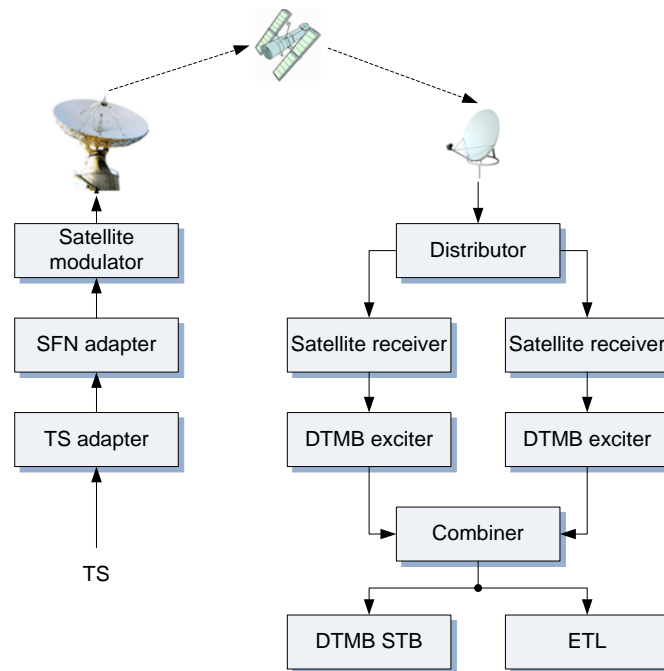 Satellite
modulator
SFN adapter
TS adapter
TS
Distributor
Satellite receiver
Satellite receiver
DTMB exciter
DTMB exciter
Combiner
DTMB STB
ETL